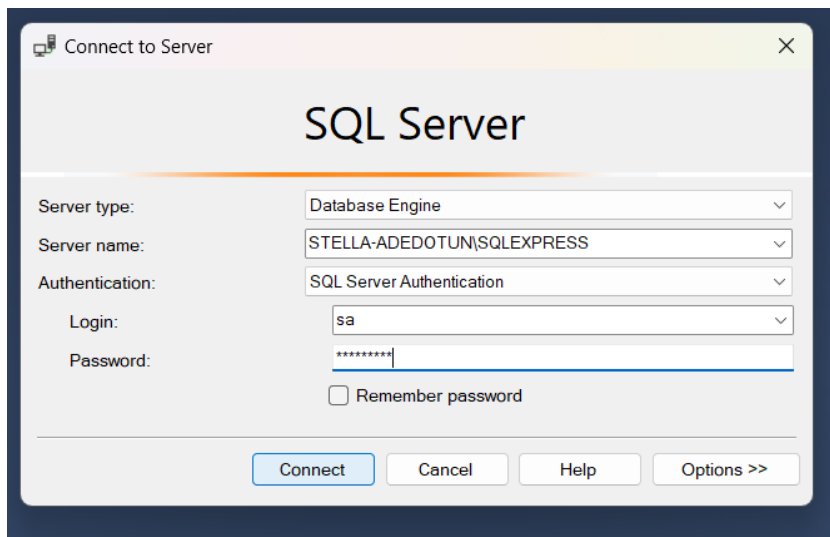 Connect to Server
SQL Server
Server type: Database Engine
Server name: STELLA-ADEDOTUN\SQLEXPRESS
Authentication: SQL Server Authentication
Login: sa
Password: *********
Remember password
Connect Cancel Help Options >>